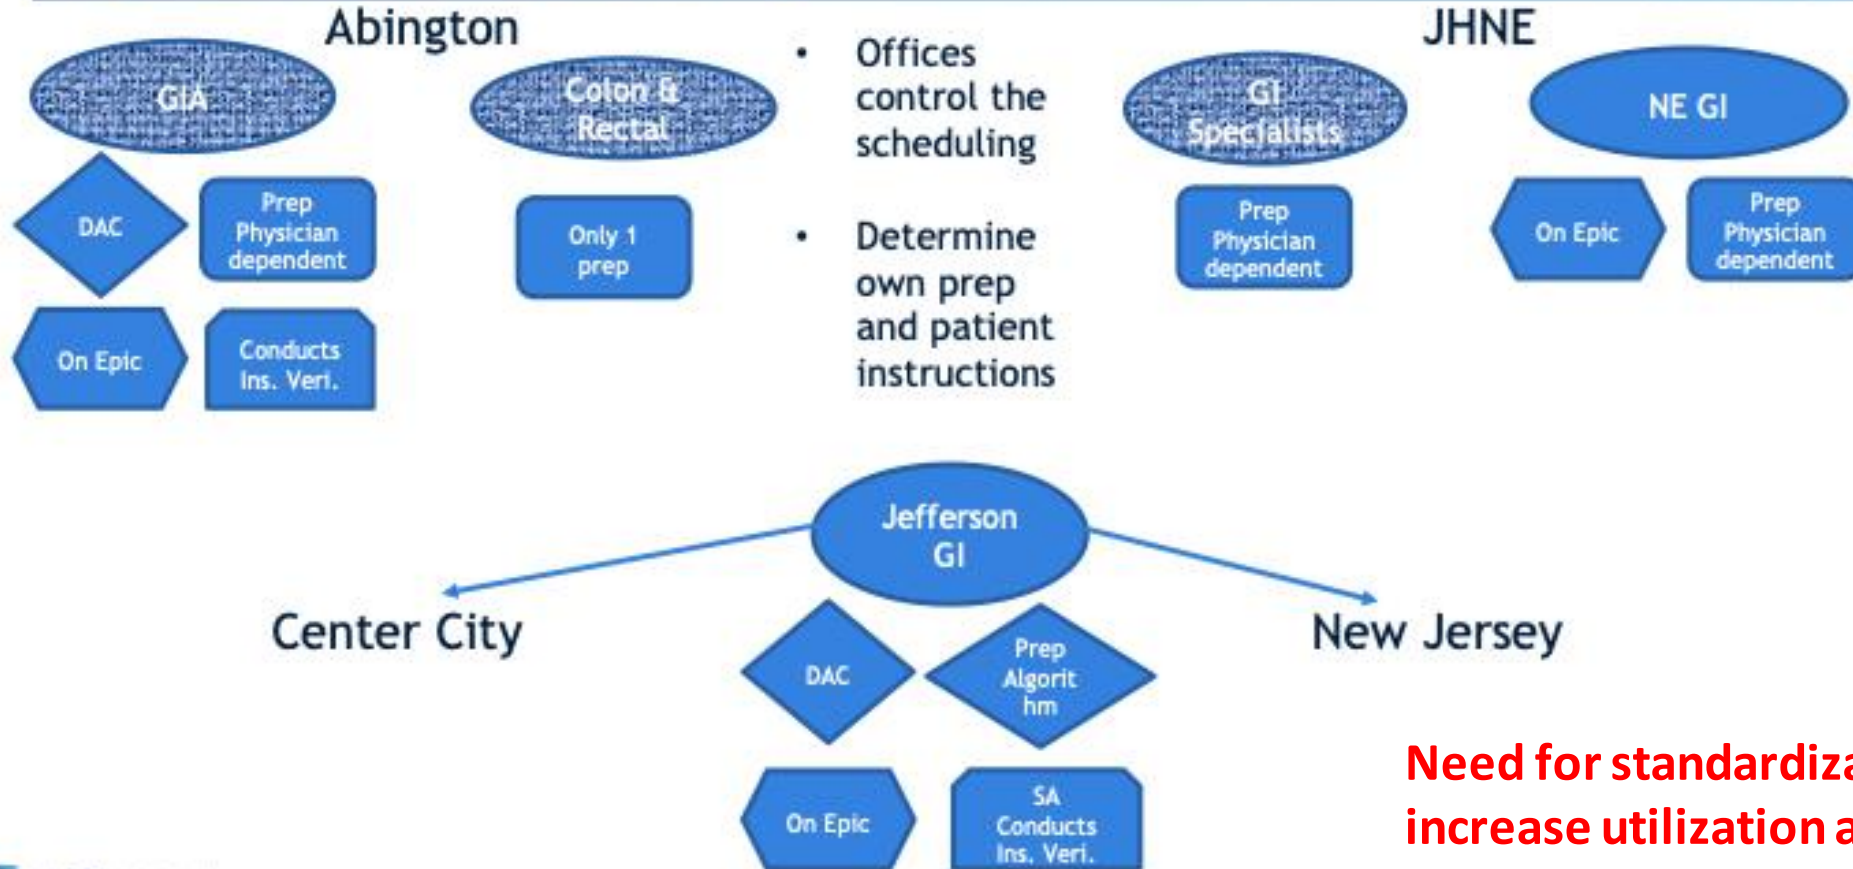 Abington
JHNE
GIA
Colon &
Rectal
• Offices
control the
scheduling
• Determine
own prep
and patient
instructions
GI
Specialists
NE GI
DAC
Prep
Physician
dependent
Only 1
prep
Prep
Physician
dependent
On Epic
Prep
Physician
dependent
On Epic
Conducts
Ins. Veri.
Jefferson
GI
Center City
New Jersey
DAC
Prep
Algorit
hm
On Epic
SA
Conducts
Ins. Veri.
Need for standardiza
increase utilization a